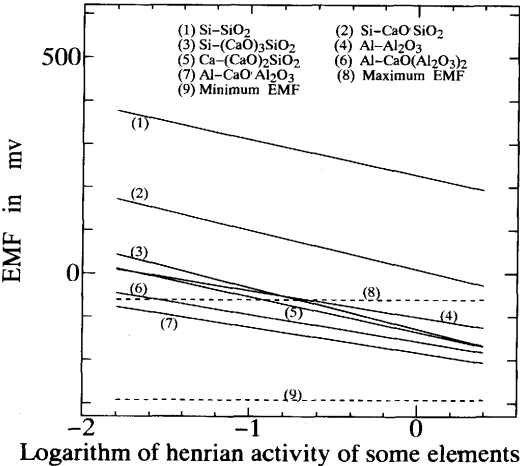 (1) Si–SiO2 (2) Si–CaO·SiO2
(3) Si–(CaO)3SiO2 (4) Al–Al2O3
(5) Ca–(CaO)2SiO2 (6) Al–CaO(Al2O3)2
(7) Al–CaO·Al2O3 (8) Maximum EMF
(9) Minimum EMF
500
0
EMF in mv
(1)
(2)
(3)
(8)
(6)
(5)
(4)
(7)
(9)
−2 −1 0
Logarithm of henrian activity of some elements